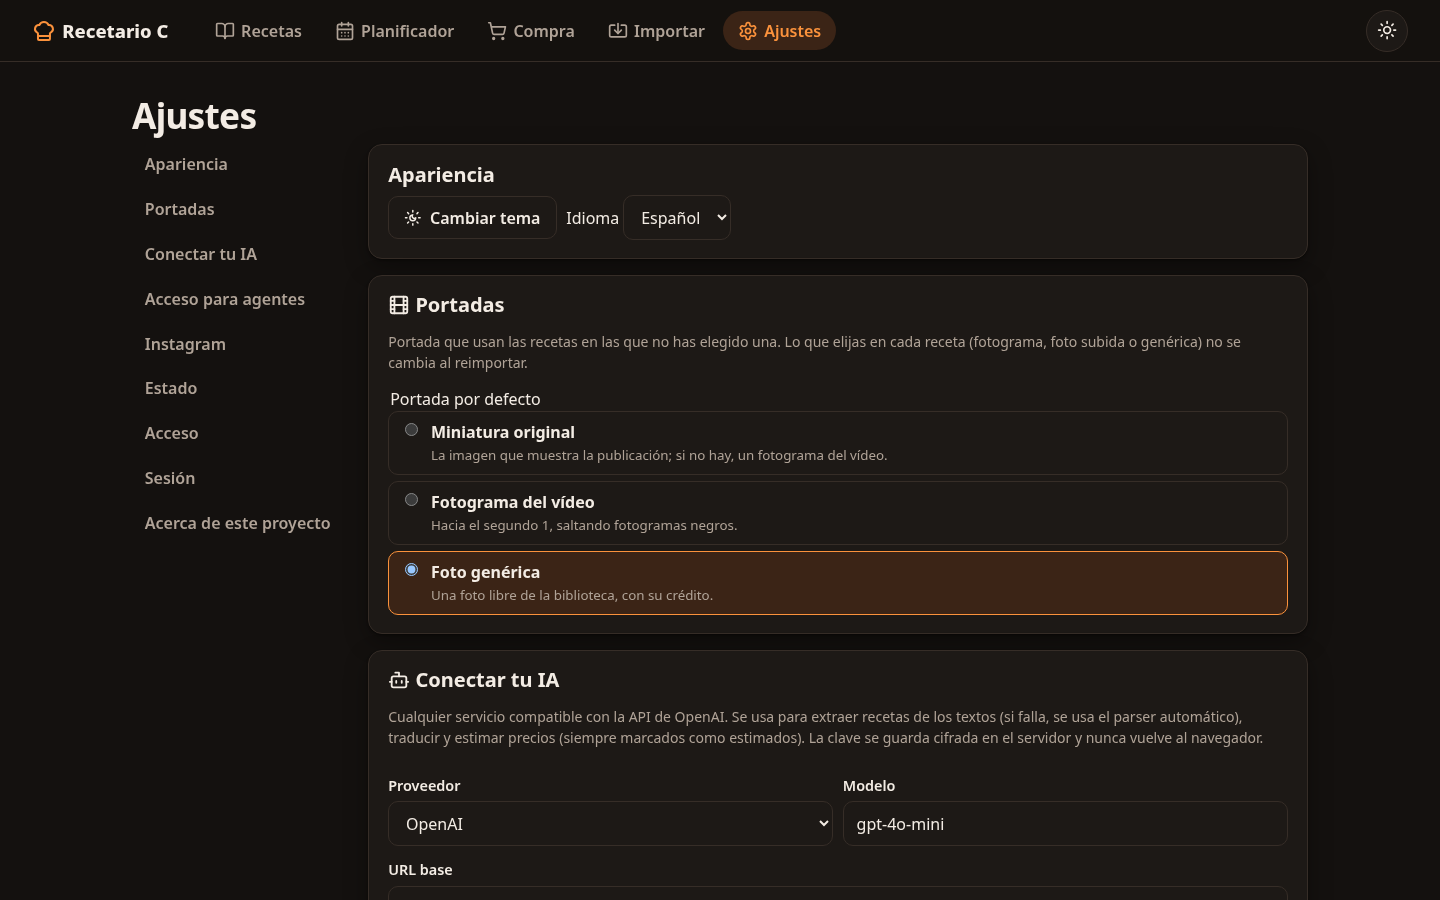 Recetario C
Recetas
Planificador
Compra
Importar
Ajustes
Ajustes
Apariencia
Portadas
Conectar tu IA
Acceso para agentes
Instagram
Estado
Acceso
Sesión
Acerca de este proyecto
Apariencia
Cambiar tema
Idioma
Español
Portadas
Portada que usan las recetas en las que no has elegido una. Lo que elijas en cada receta (fotograma, foto subida o genérica) no se
cambia al reimportar.
Portada por defecto
Miniatura original
La imagen que muestra la publicación; si no hay, un fotograma del vídeo.
Fotograma del vídeo
Hacia el segundo 1, saltando fotogramas negros.
Foto genérica
Una foto libre de la biblioteca, con su crédito.
Conectar tu IA
Cualquier servicio compatible con la API de OpenAI. Se usa para extraer recetas de los textos (si falla, se usa el parser automático),
traducir y estimar precios (siempre marcados como estimados). La clave se guarda cifrada en el servidor y nunca vuelve al navegador.
Proveedor
Modelo
OpenAI
gpt-4o-mini
URL base